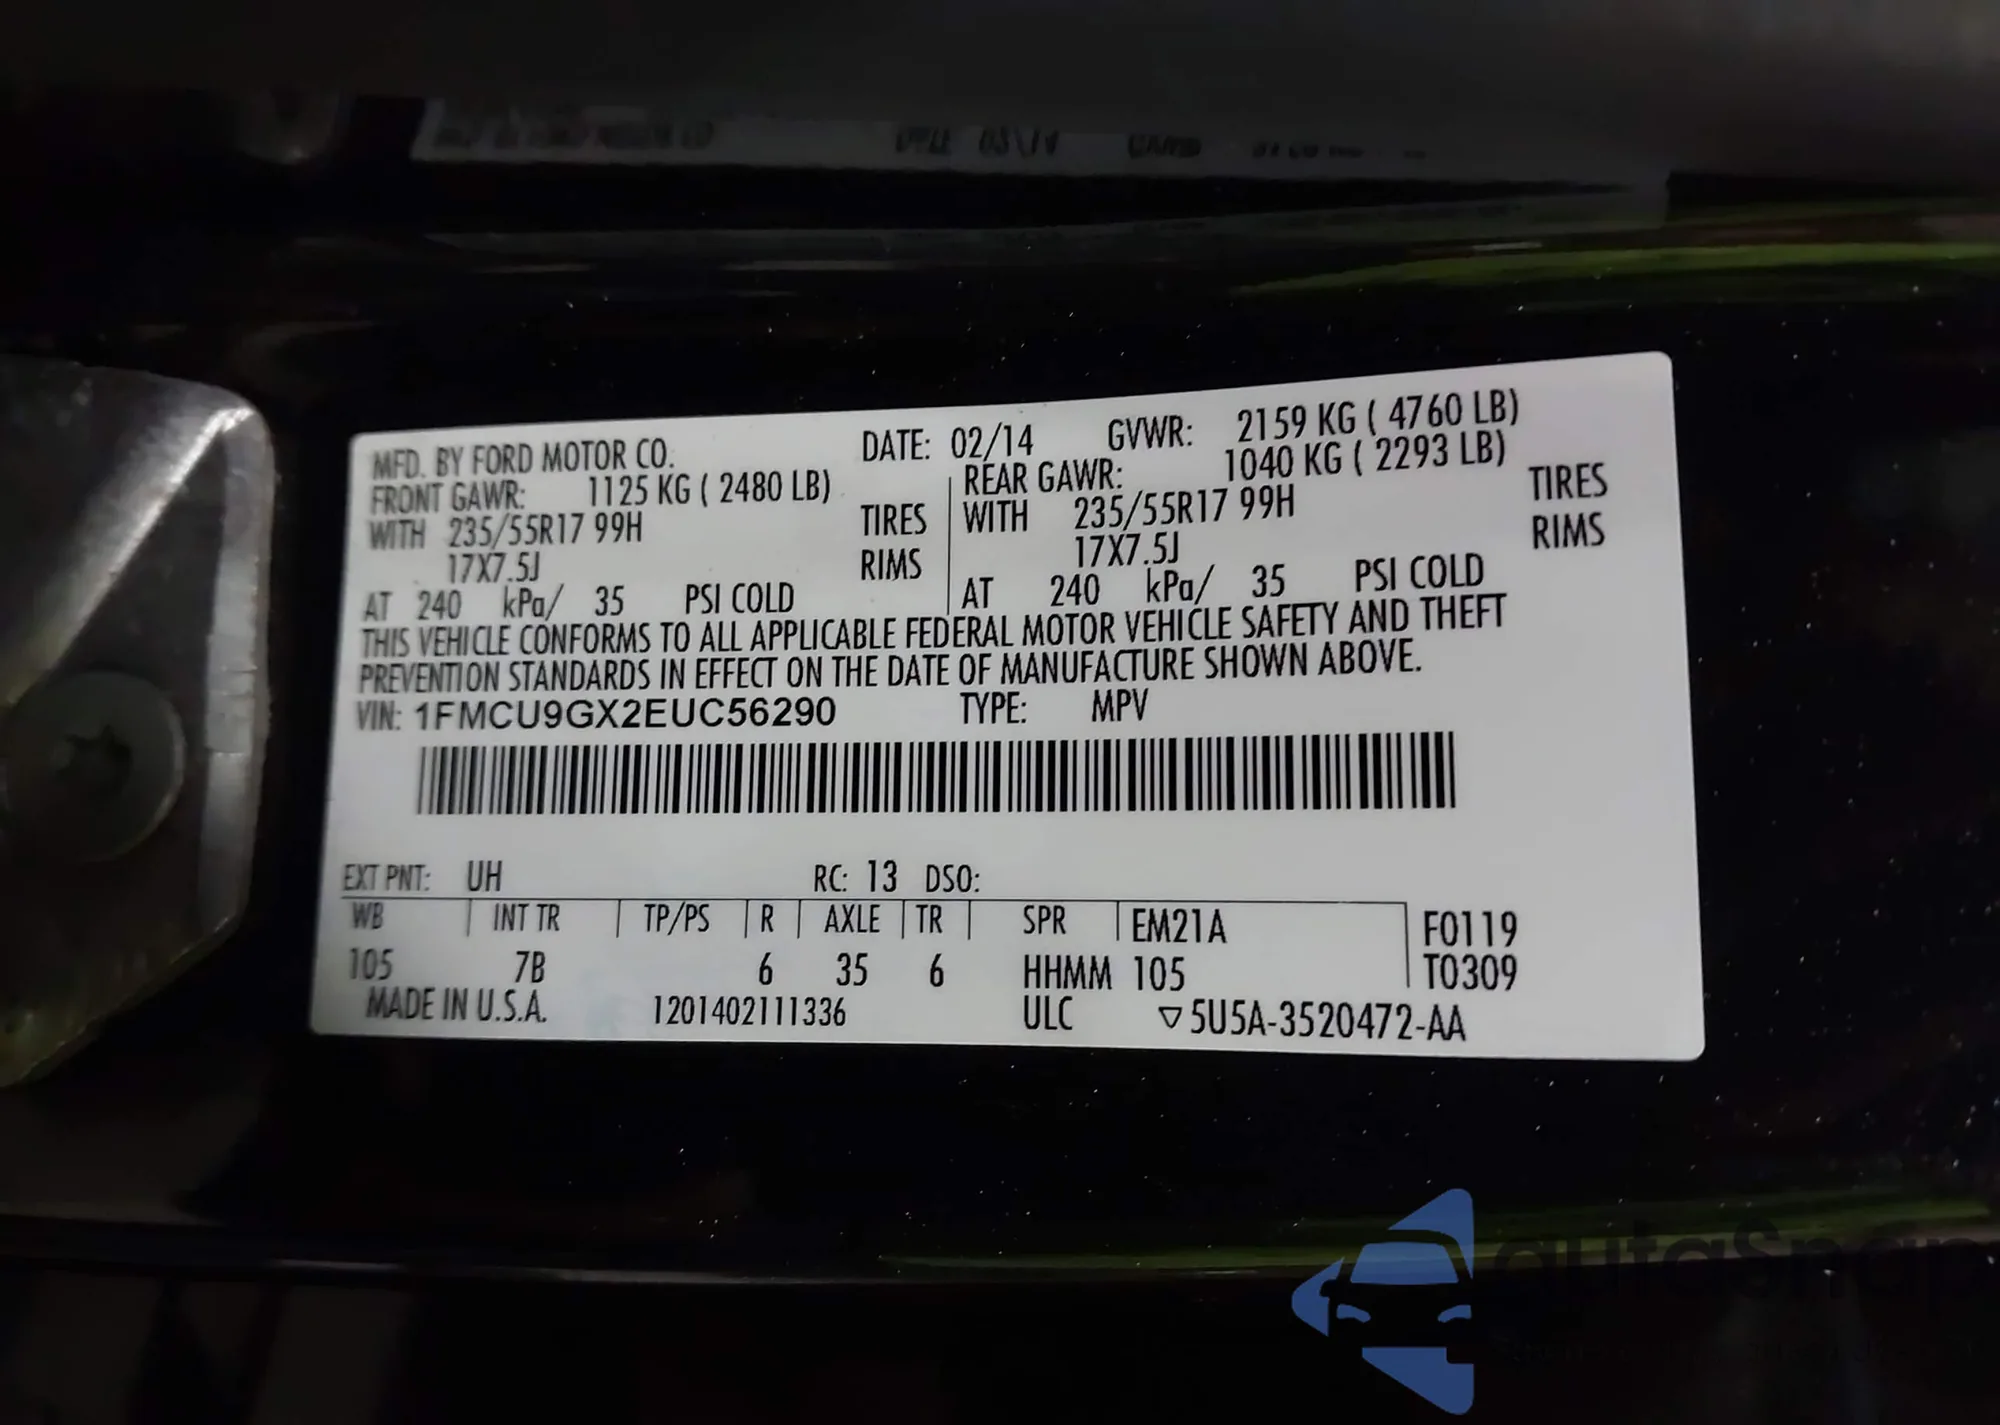 MFD. BY FORD MOTOR CO. DATE: 02/14 GVWR: 2159 KG ( 4760 LB)
FRONT GAWR: 1125 KG ( 2480 LB) REAR GAWR: 1040 KG ( 2293 LB)
WITH 235/55R17 99H TIRES WITH 235/55R17 99H TIRES
17X7.5J RIMS 17X7.5J RIMS
AT 240 kPa/ 35 PSI COLD AT 240 kPa/ 35 PSI COLD
THIS VEHICLE CONFORMS TO ALL APPLICABLE FEDERAL MOTOR VEHICLE SAFETY AND THEFT
PREVENTION STANDARDS IN EFFECT ON THE DATE OF MANUFACTURE SHOWN ABOVE.
VIN: 1FMCU9GX2EUC56290 TYPE: MPV
EXT PNT: UH RC: 13 DSO:
WB INT TR TP/PS R AXLE TR SPR EM21A F0119
105 7B 6 35 6 HHMM 105 T0309
MADE IN U.S.A. 1201402111336 ULC ▽5U5A-3520472-AA
autaSnap